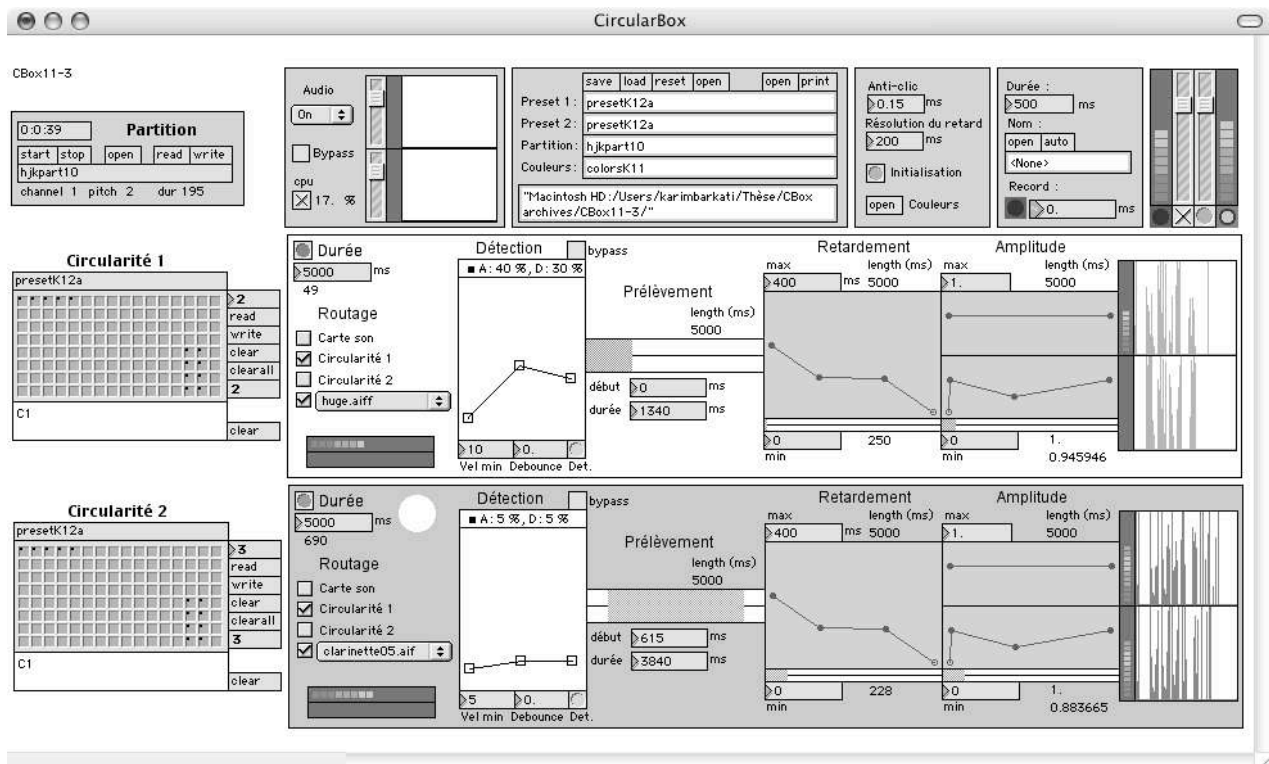 CircularBox
CBox11-3
0:0:39 Partition
start stop open read write
hjkpart10
channel 1 pitch 2 dur 195
Audio
On
Bypass
cpu
17. %
save load reset open open print
Preset 1: presetK12a
Preset 2: presetK12a
Partition: hjkpart10
Couleurs: colorsK11
"Macintosh HD:/Users/karimbarkati/Thèse/CBox
archives/CBox11-3/"
Anti-clic
0.15 ms
Résolution du retard
200 ms
Initialisation
open Couleurs
Durée :
500 ms
Nom :
open auto
<None>
Record :
0. ms
Circularité 1
presetK12a
2
read
write
clear
clearall
2
C1
clear
Durée
5000 ms
49
Routage
Carte son
Circularité 1
Circularité 2
huge.aiff
Détection
bypass
A: 40 %, D: 30 %
10 0.
Vel min Debounce Det.
Prélèvement
length (ms)
5000
début 0 ms
durée 1340 ms
Retardement
max length (ms)
400 ms 5000
0 250
min
Amplitude
max length (ms)
1. 5000
0 1.
min 0.945946
Circularité 2
presetK12a
3
read
write
clear
clearall
3
C1
clear
Durée
5000 ms
690
Routage
Carte son
Circularité 1
Circularité 2
clarinette05.aif
Détection
bypass
A: 5 %, D: 5 %
5 0.
Vel min Debounce Det.
Prélèvement
length (ms)
5000
début 615 ms
durée 3840 ms
Retardement
max length (ms)
400 ms 5000
0 228
min
Amplitude
max length (ms)
1. 5000
0 1.
min 0.883665